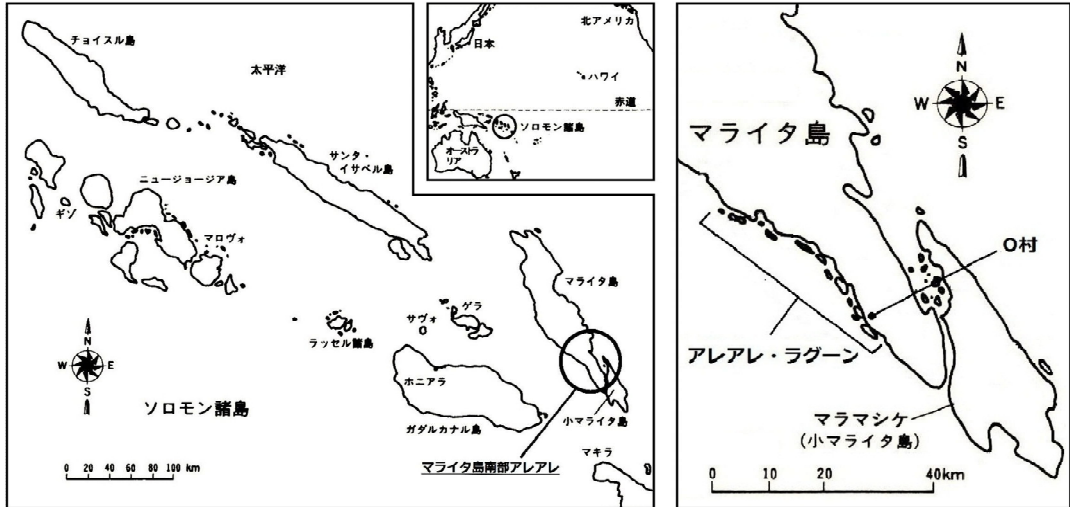 チョイスル島
太平洋
サンタ・
イサベル島
ニュージョージア島
ギゾ
マロヴォ
ラッセル諸島
サヴォ
ゲラ
マライタ島
ホニアラ
ガダルカナル島
小マライタ島
マライタ島南部アレアレ
マキラ
N
W E
S
ソロモン諸島
0 20 40 60 80 100 km
北アメリカ
日本
ハワイ
赤道
ソロモン諸島
オーストラ
リア
N
W E
S
マライタ島
O村
アレアレ・ラグーン
マラマシケ
(小マライタ島)
0 10 20 40km